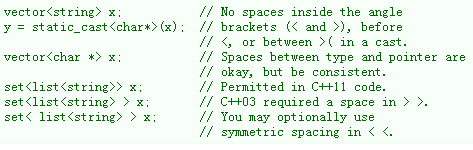 vector<string> x;           // No spaces inside the angle
y = static_cast<char*>(x);  // brackets (< and >), before
                            // <, or between >( in a cast.
vector<char *> x;           // Spaces between type and pointer are
                            // okay, but be consistent.
set<list<string>> x;        // Permitted in C++11 code.
set<list<string> > x;       // C++03 required a space in > >.
set< list<string> > x;      // You may optionally use
                            // symmetric spacing in < <.